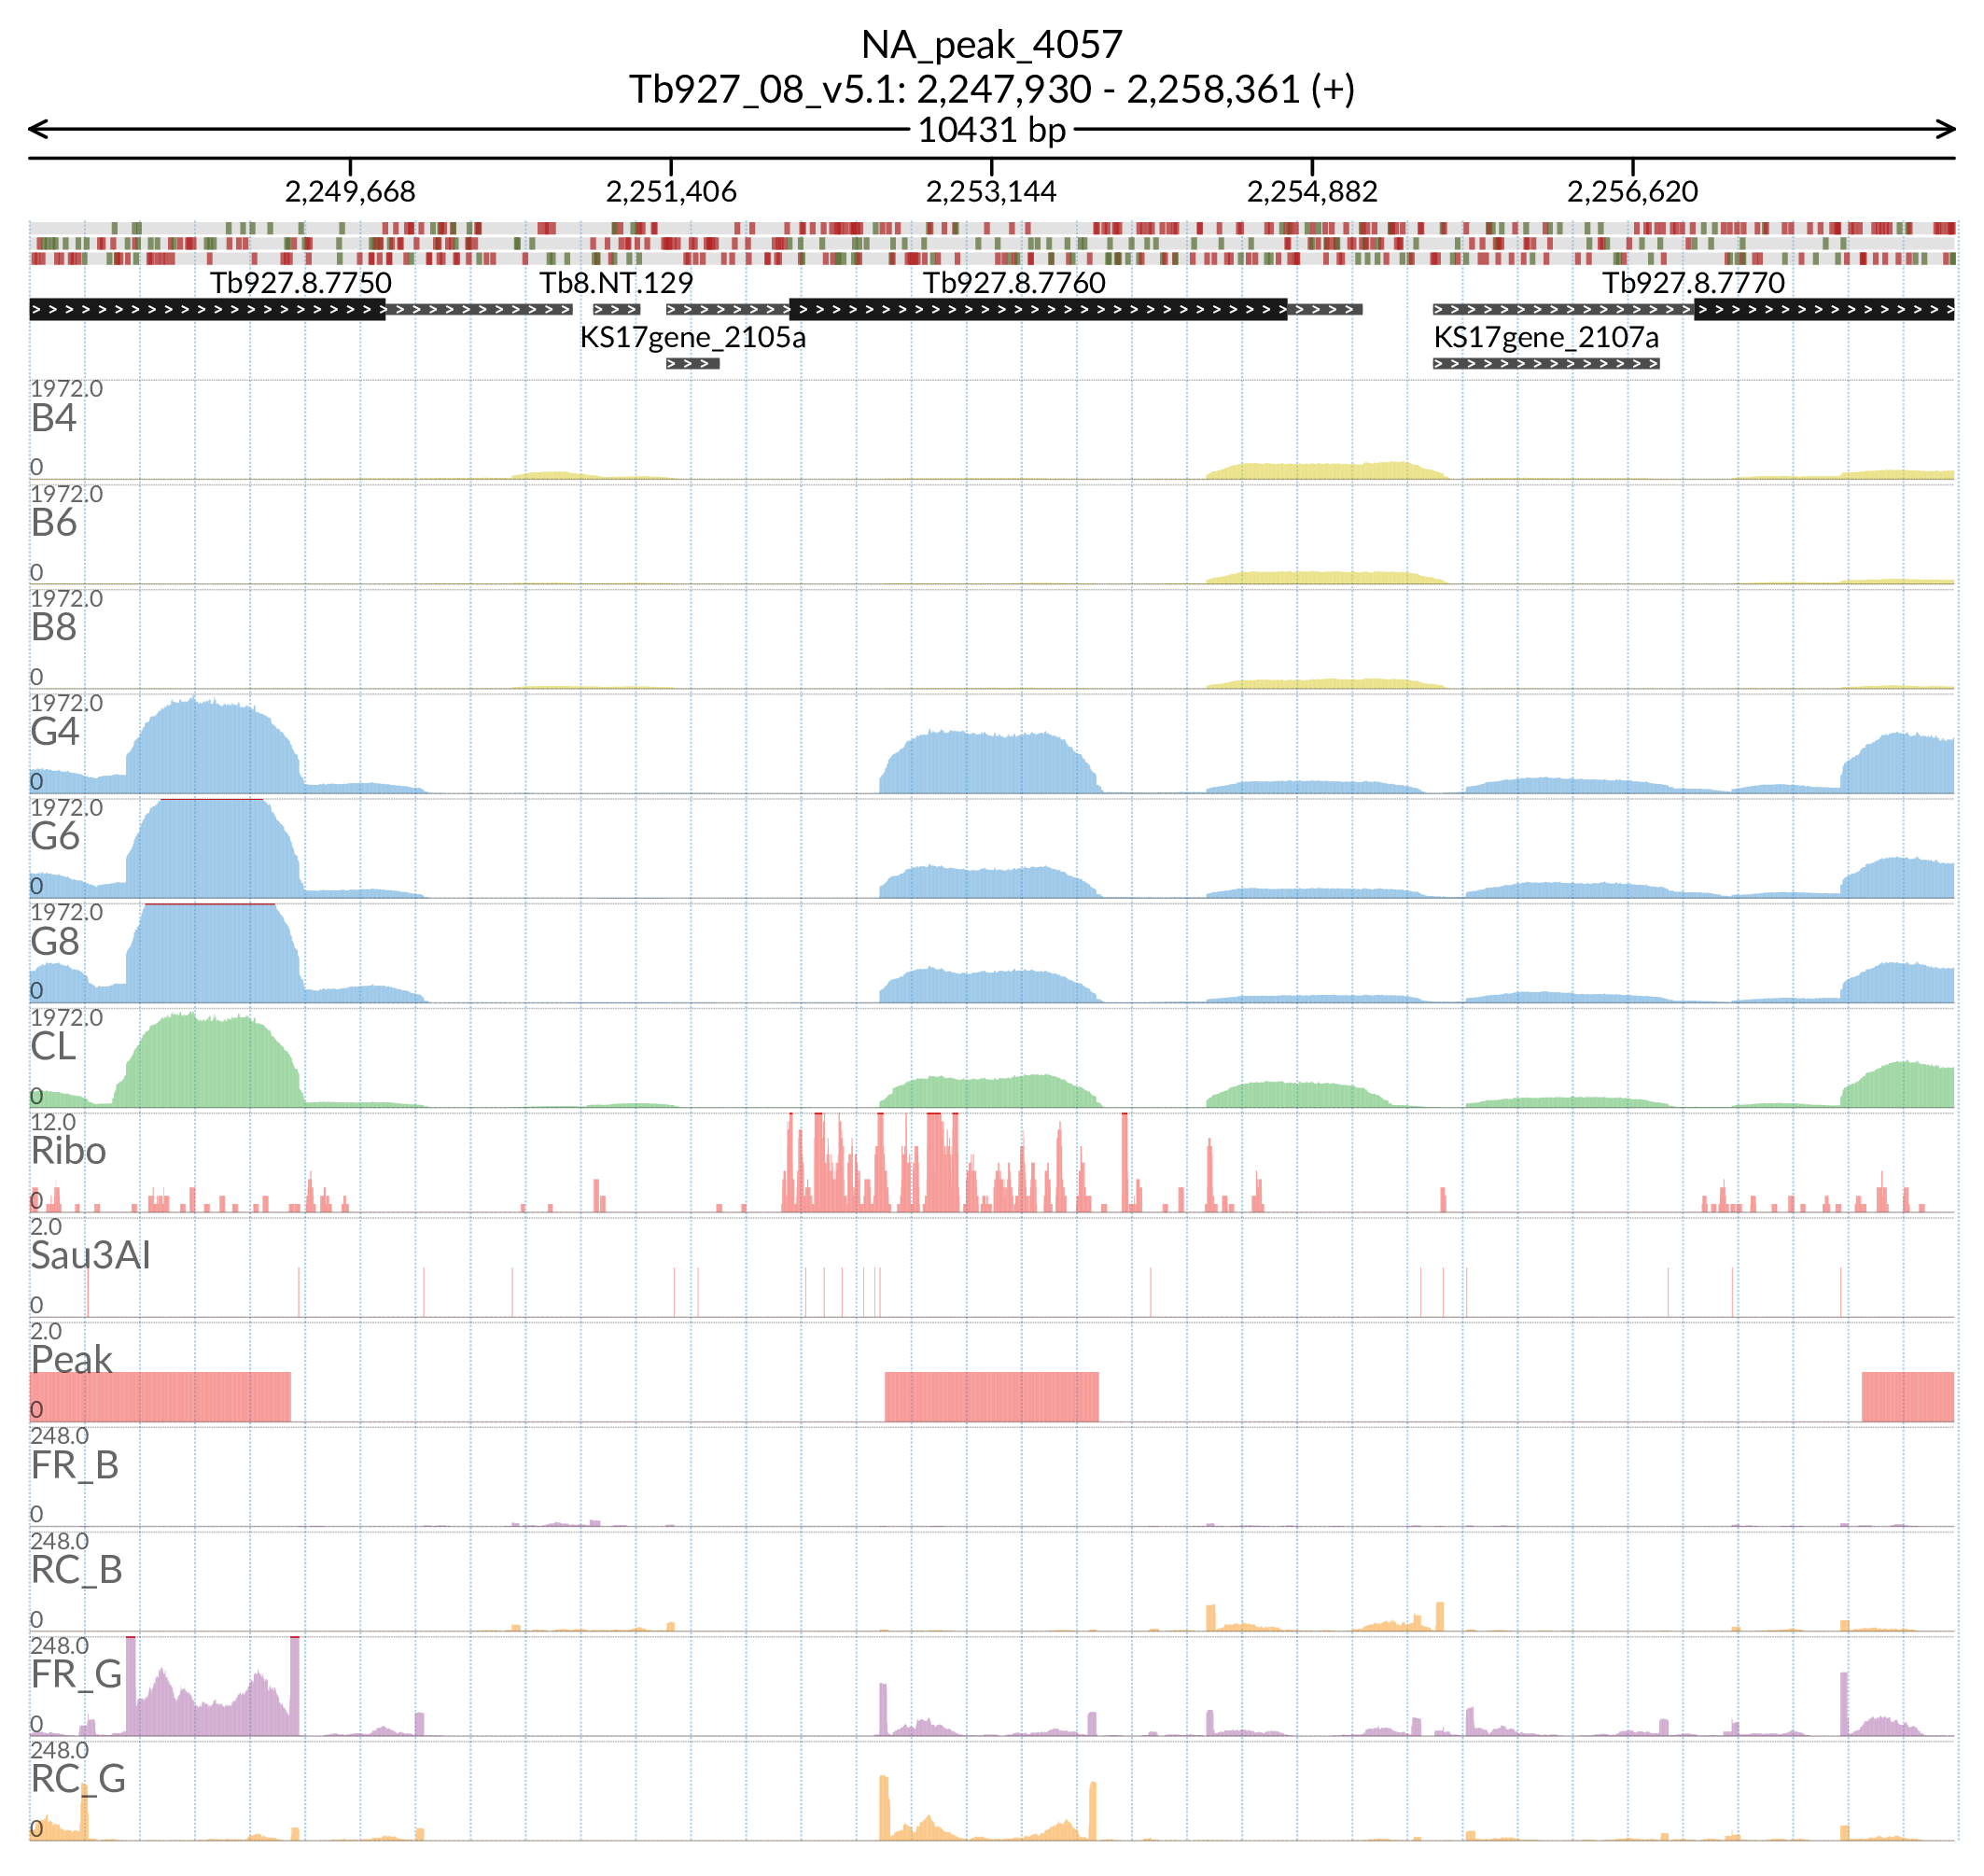 NA_peak_4057
Tb927_08_v5.1: 2,247,930 - 2,258,361 (+)
10431 bp
2,249,668 2,251,406 2,253,144 2,254,882 2,256,620
Tb927.8.7750 Tb8.NT.129 Tb927.8.7760 Tb927.8.7770
KS17gene_2105a KS17gene_2107a
1972.0
B4
0
1972.0
B6
0
1972.0
B8
0
1972.0
G4
0
1972.0
G6
0
1972.0
G8
0
1972.0
CL
0
12.0
Ribo
0
2.0
Sau3AI
0
2.0
Peak
0
248.0
FR_B
0
248.0
RC_B
0
248.0
FR_G
0
248.0
RC_G
0